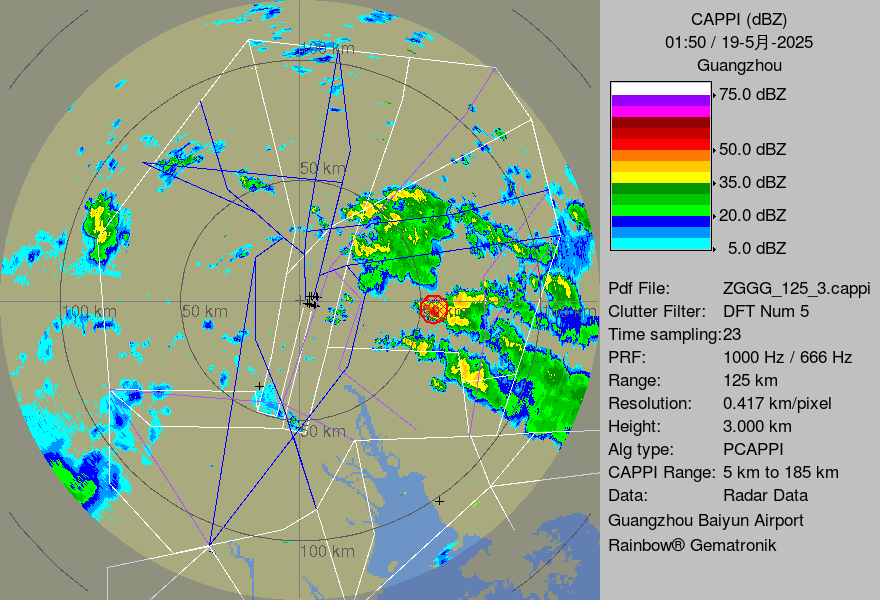 CAPPI (dBZ)
01:50 / 19-5月-2025
Guangzhou
75.0 dBZ
50.0 dBZ
35.0 dBZ
20.0 dBZ
5.0 dBZ
Pdf File: ZGGG_125_3.cappi
Clutter Filter: DFT Num 5
Time sampling:23
PRF: 1000 Hz / 666 Hz
Range: 125 km
Resolution: 0.417 km/pixel
Height: 3.000 km
Alg type: PCAPPI
CAPPI Range: 5 km to 185 km
Data: Radar Data
Guangzhou Baiyun Airport
Rainbow® Gematronik
100 km
50 km
100 km
50 km
50 km
100 km